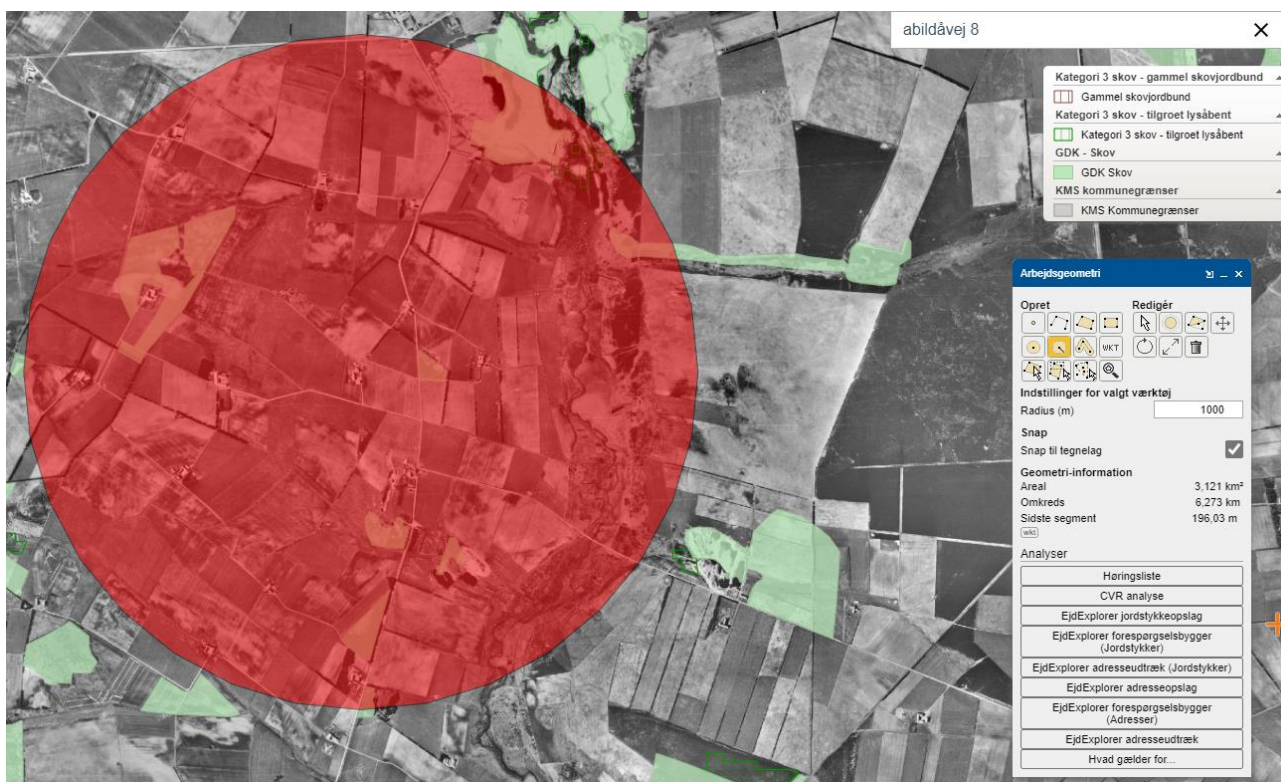 abildåvej 8
Kategori 3 skov - gammel skovjordbund
Gammel skovjordbund
Kategori 3 skov - tilgroet lysåbent
Kategori 3 skov - tilgroet lysåbent
GDK - Skov
GDK Skov
KMS kommunegrænser
KMS Kommunegrænser
Arbejdsgeometri
Opret Redigér
WKT
Indstillinger for valgt værktøj
Radius (m) 1000
Snap
Snap til tegnelag
Geometri-information
Areal 3,121 km²
Omkreds 6,273 km
Sidste segment 196,03 m
wkt
Analyser
Høringsliste
CVR analyse
EjdExplorer jordstykkeopslag
EjdExplorer forespørgselsbygger
(Jordstykker)
EjdExplorer adresseudtræk (Jordstykker)
EjdExplorer adresseopslag
EjdExplorer forespørgselsbygger
(Adresser)
EjdExplorer adresseudtræk
Hvad gælder for...